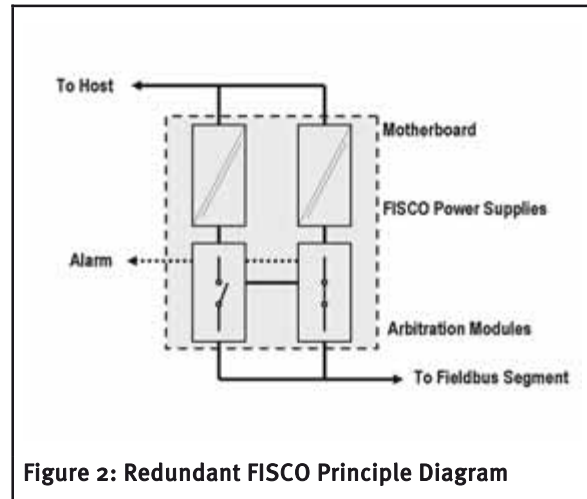 To Host
Motherboard
FISCO Power Supplies
Alarm
Arbitration Modules
To Fieldbus Segment
Figure 2: Redundant FISCO Principle Diagram